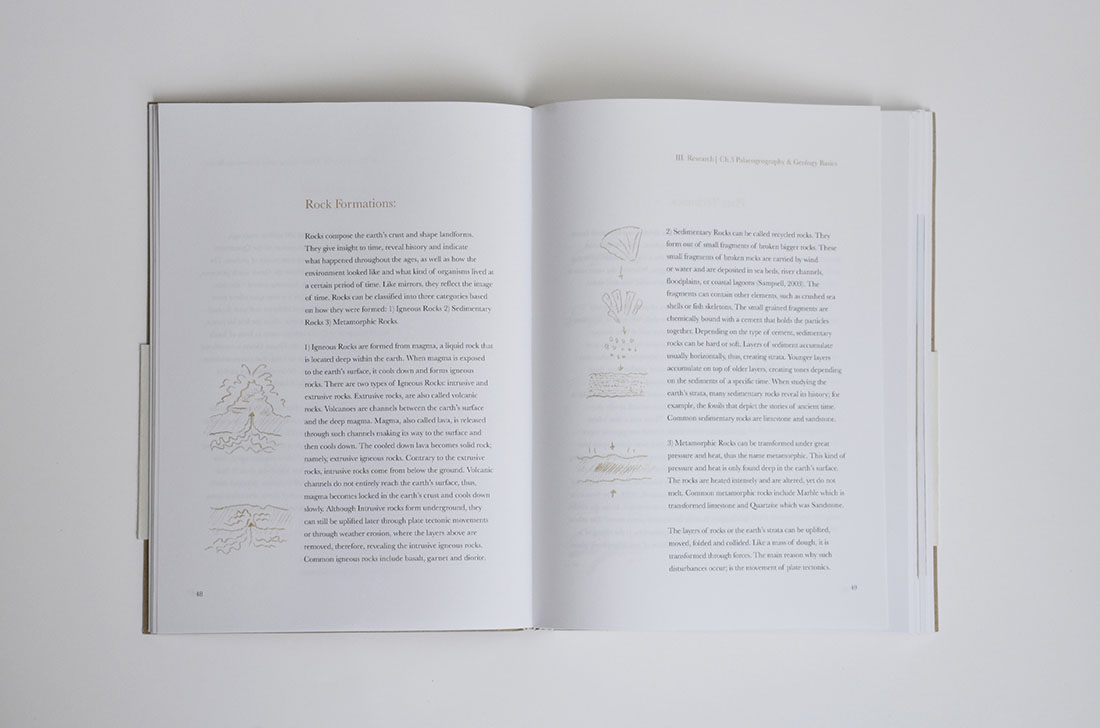 Rock Formations:
Rocks compose the earth's crust and shape landforms.
They give insight to time, reveal history and indicate
what happened throughout the ages, as well as how the
environment looked like and what kind of organisms lived at
a certain period of time. Like mirrors, they reflect the image
of time. Rocks can be classified into three categories based
on how they were formed: 1) Igneous Rocks 2) Sedimentary
Rocks 3) Metamorphic Rocks.
1) Igneous Rocks are formed from magma, a liquid rock that
is located deep within the earth. When magma is exposed
to the earth's surface, it cools down and forms igneous
rocks. There are two types of Igneous Rocks: intrusive and
extrusive rocks. Extrusive rocks, are also called volcanic
rocks. Volcanoes are channels between the earth's surface
and the deep magma. Magma, also called lava, is released
through such channels making its way to the surface and
then cools down. The cooled down lava becomes solid rock;
namely, extrusive igneous rocks. Contrary to the extrusive
rocks, intrusive rocks come from below the ground. Volcanic
channels do not entirely reach the earth's surface, thus,
magma becomes locked in the earth's crust and cools down
slowly. Although Intrusive rocks form underground, they
can still be uplifted later through plate tectonic movements
or through weather erosion, where the layers above are
removed, therefore, revealing the intrusive igneous rocks.
Common igneous rocks include basalt, garnet and diorite.
48
III. Research | Ch.3 Palaeogeography & Geology Basics
2) Sedimentary Rocks can be called recycled rocks. They
form out of small fragments of broken bigger rocks. These
small fragments of broken rocks are carried by wind
or water and are deposited in sea beds, river channels,
floodplains, or coastal lagoons (Sampsell, 2003). The
fragments can contain other elements, such as crushed sea
shells or fish skeletons. The small grained fragments are
chemically bound with a cement that holds the particles
together. Depending on the type of cement, sedimentary
rocks can be hard or soft. Layers of sediment accumulate
usually horizontally, thus, creating strata. Younger layers
accumulate on top of older layers, creating tones depending
on the sediments of a specific time. When studying the
earth's strata, many sedimentary rocks reveal its history; for
example, the fossils that depict the stories of ancient time.
Common sedimentary rocks are limestone and sandstone.
3) Metamorphic Rocks can be transformed under great
pressure and heat, thus the name metamorphic. This kind of
pressure and heat is only found deep in the earth's surface.
The rocks are heated intensely and are altered, yet do not
melt. Common metamorphic rocks include Marble which is
transformed limestone and Quartzite which was Sandstone.
The layers of rocks or the earth's strata can be uplifted,
moved, folded and collided. Like a mass of dough, it is
transformed through forces. The main reason why such
disturbances occur; is the movement of plate tectonics.
49